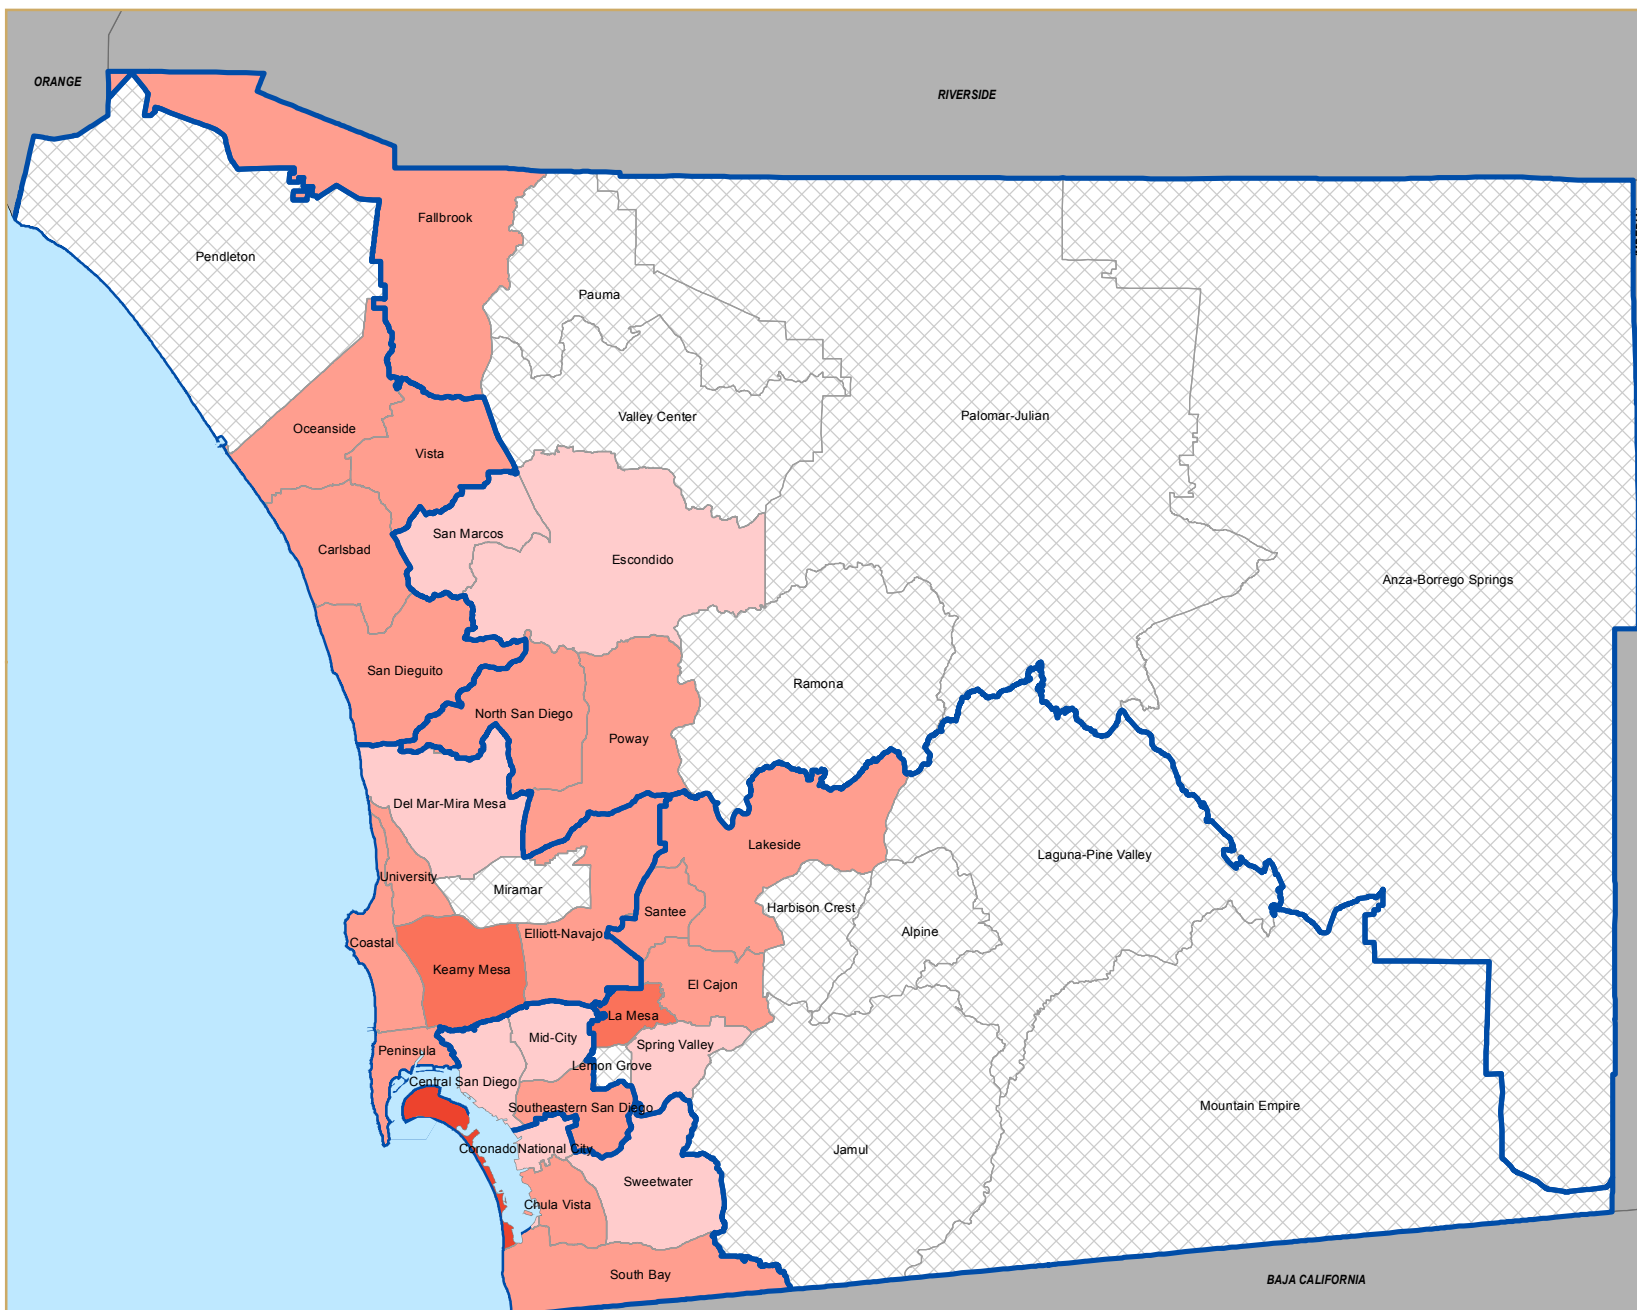 ORANGE
RIVERSIDE
Fallbrook
Pendleton
Pauma
Palomar-Julian
Valley Center
Oceanside
Vista
San Marcos
Carlsbad
Escondido
Anza-Borrego Springs
San Dieguito
Ramona
North San Diego
Poway
Del Mar-Mira Mesa
Lakeside
Laguna-Pine Valley
University
Miramar
Harbison Crest
Santee
Alpine
Elliott-Navajo
Coastal
Kearny Mesa
El Cajon
La Mesa
Mid-City
Spring Valley
Peninsula
Lemon Grove
Central San Diego
Southeastern San Diego
Mountain Empire
Coronado
National City
Jamul
Sweetwater
Chula Vista
South Bay
BAJA CALIFORNIA